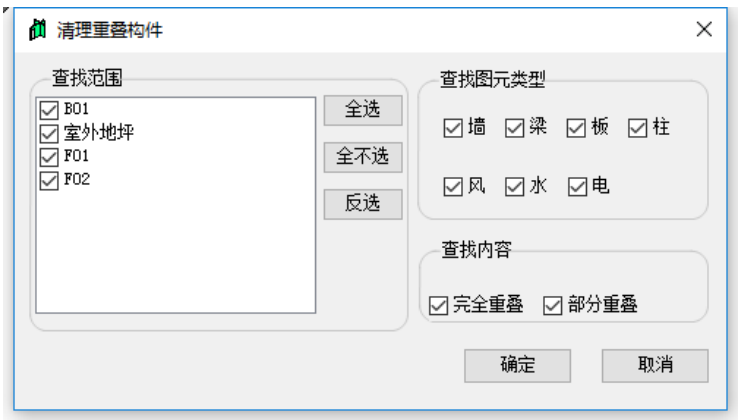 清理重叠构件
查找范围
B01
室外地坪
F01
F02
全选
全不选
反选
查找图元类型
墙 梁 板 柱
风 水 电
查找内容
完全重叠 部分重叠
确定 取消